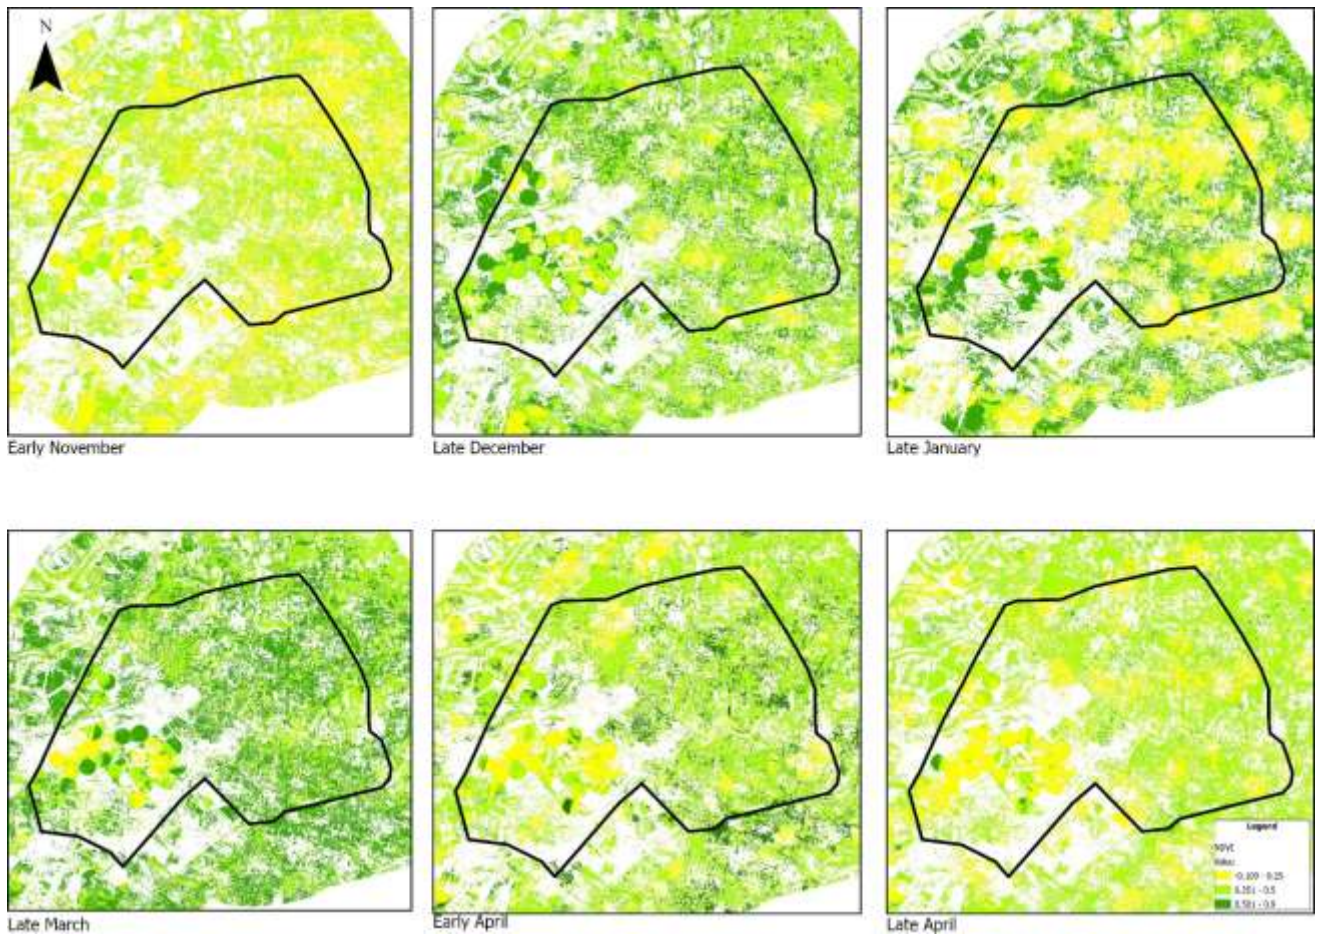 N
Early November
Late December
Late January
Late March
Early April
Late April
Legend
NDVI
Value
-0.109 - 0.25
0.251 - 0.5
0.501 - 0.9